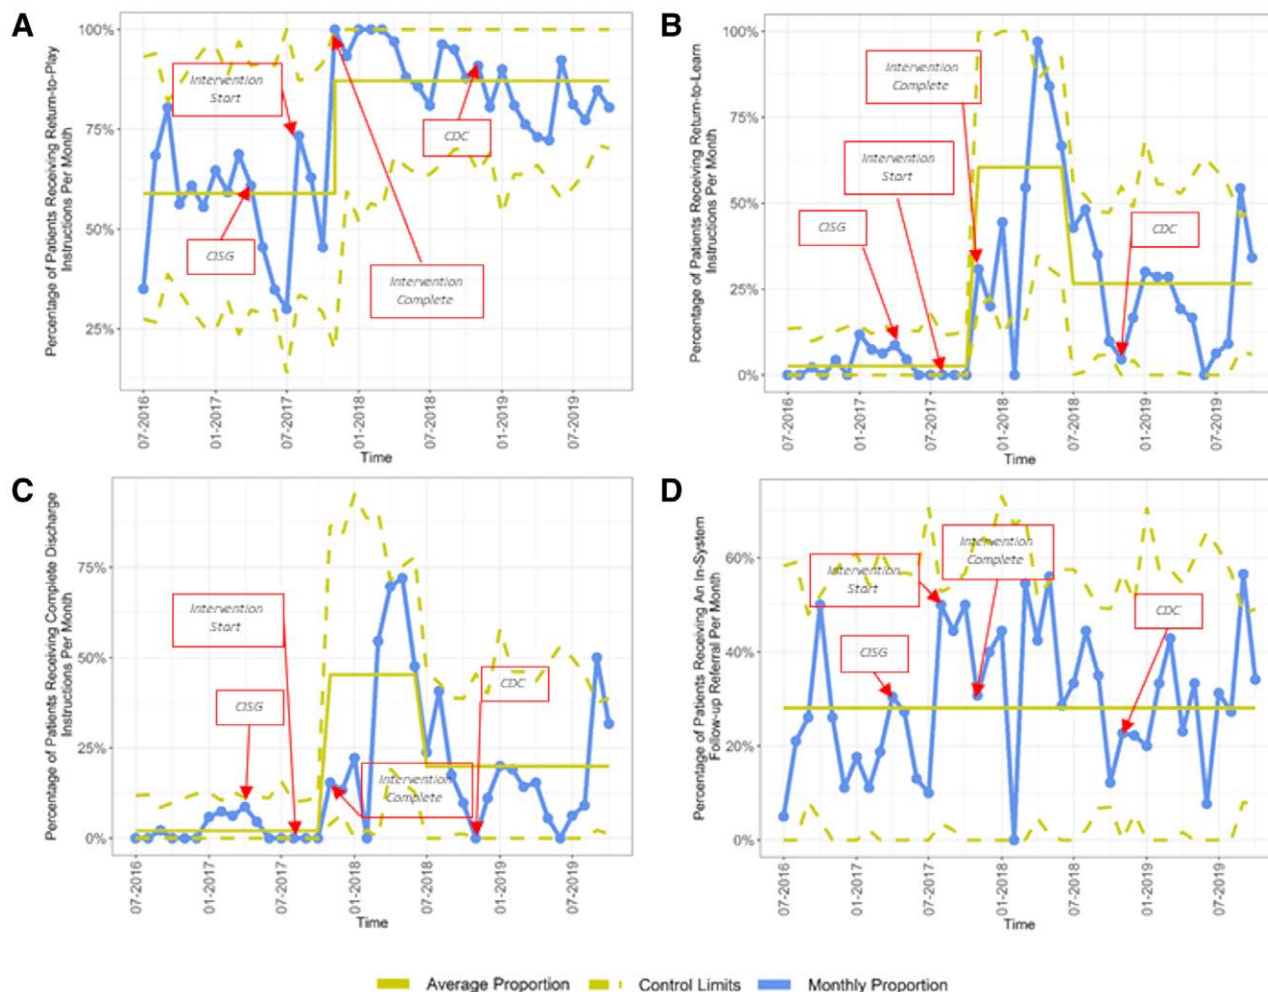 A
Percentage of Patients Receiving Return-to-Play
Instructions Per Month
100%
75%
50%
25%
Intervention
Start
CISG
CDC
Intervention
Complete
07-2016
01-2017
07-2017
01-2018
07-2018
01-2019
07-2019
Time
B
Percentage of Patients Receiving Return-to-Learn
Instructions Per Month
100%
75%
50%
25%
0%
Intervention
Complete
Intervention
Start
CISG
CDC
07-2016
01-2017
07-2017
01-2018
07-2018
01-2019
07-2019
Time
C
Percentage of Patients Receiving Complete Discharge
Instructions Per Month
75%
50%
25%
0%
Intervention
Start
CISG
CDC
Intervention
Complete
07-2016
01-2017
07-2017
01-2018
07-2018
01-2019
07-2019
Time
D
Percentage of Patients Receiving An In-System
Follow-up Referral Per Month
60%
40%
20%
0%
Intervention
Complete
Intervention
Start
CISG
CDC
07-2016
01-2017
07-2017
01-2018
07-2018
01-2019
07-2019
Time
Average Proportion
Control Limits
Monthly Proportion